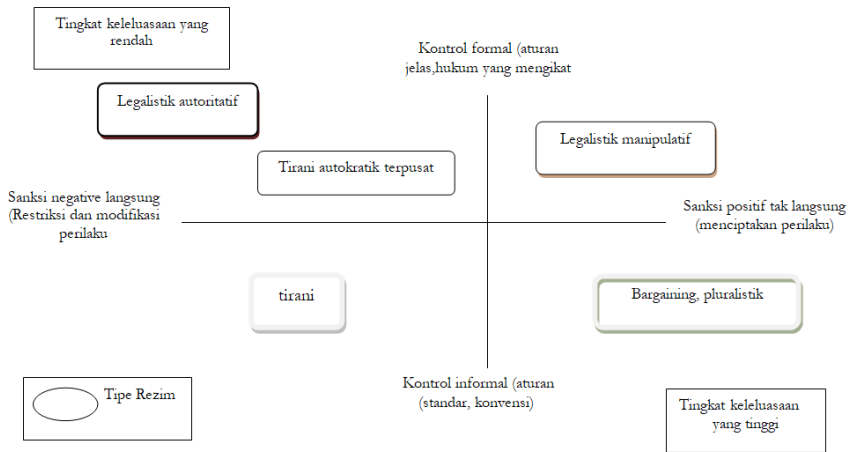 Tingkat keleluasaan yang
rendah
Kontrol formal (aturan
jelas,hukum yang mengikat
Legalistik autoritatif
Legalistik manipulatif
Tirani autokratik terpusat
Sanksi negative langsung
(Restriksi dan modifikasi
perilaku
Sanksi positif tak langsung
(menciptakan perilaku)
tirani
Bargaining, pluralistik
Kontrol informal (aturan
(standar, konvensi)
Tipe Rezim
Tingkat keleluasaan
yang tinggi